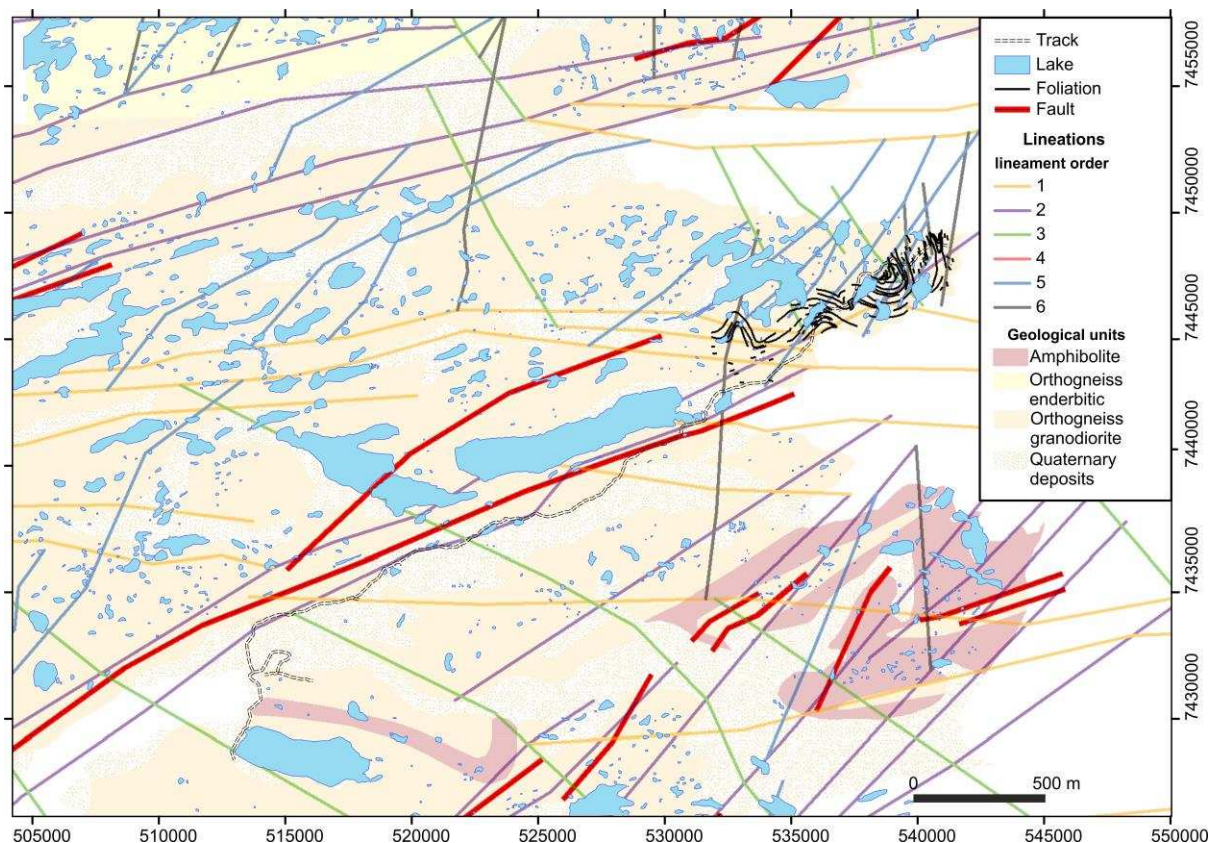 Track
Lake
Foliation
Fault
Lineations
lineament order
1
2
3
4
5
6
Geological units
Amphibolite
Orthogneiss
enderbitic
Orthogneiss
granodiorite
Quaternary
deposits
7455000
7450000
7445000
7440000
7435000
7430000
0 500 m
505000 510000 515000 520000 525000 530000 535000 540000 545000 550000